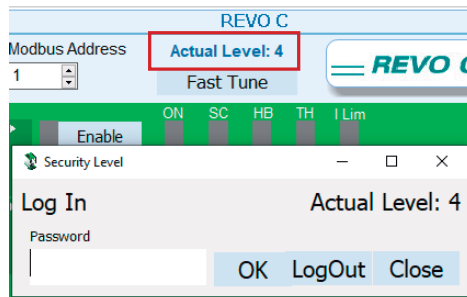 REVO C
Modbus Address
Actual Level: 4
1
Fast Tune
REVO C
ON SC HB TH I Lim
Enable
Security Level
Log In
Actual Level: 4
Password
OK LogOut Close